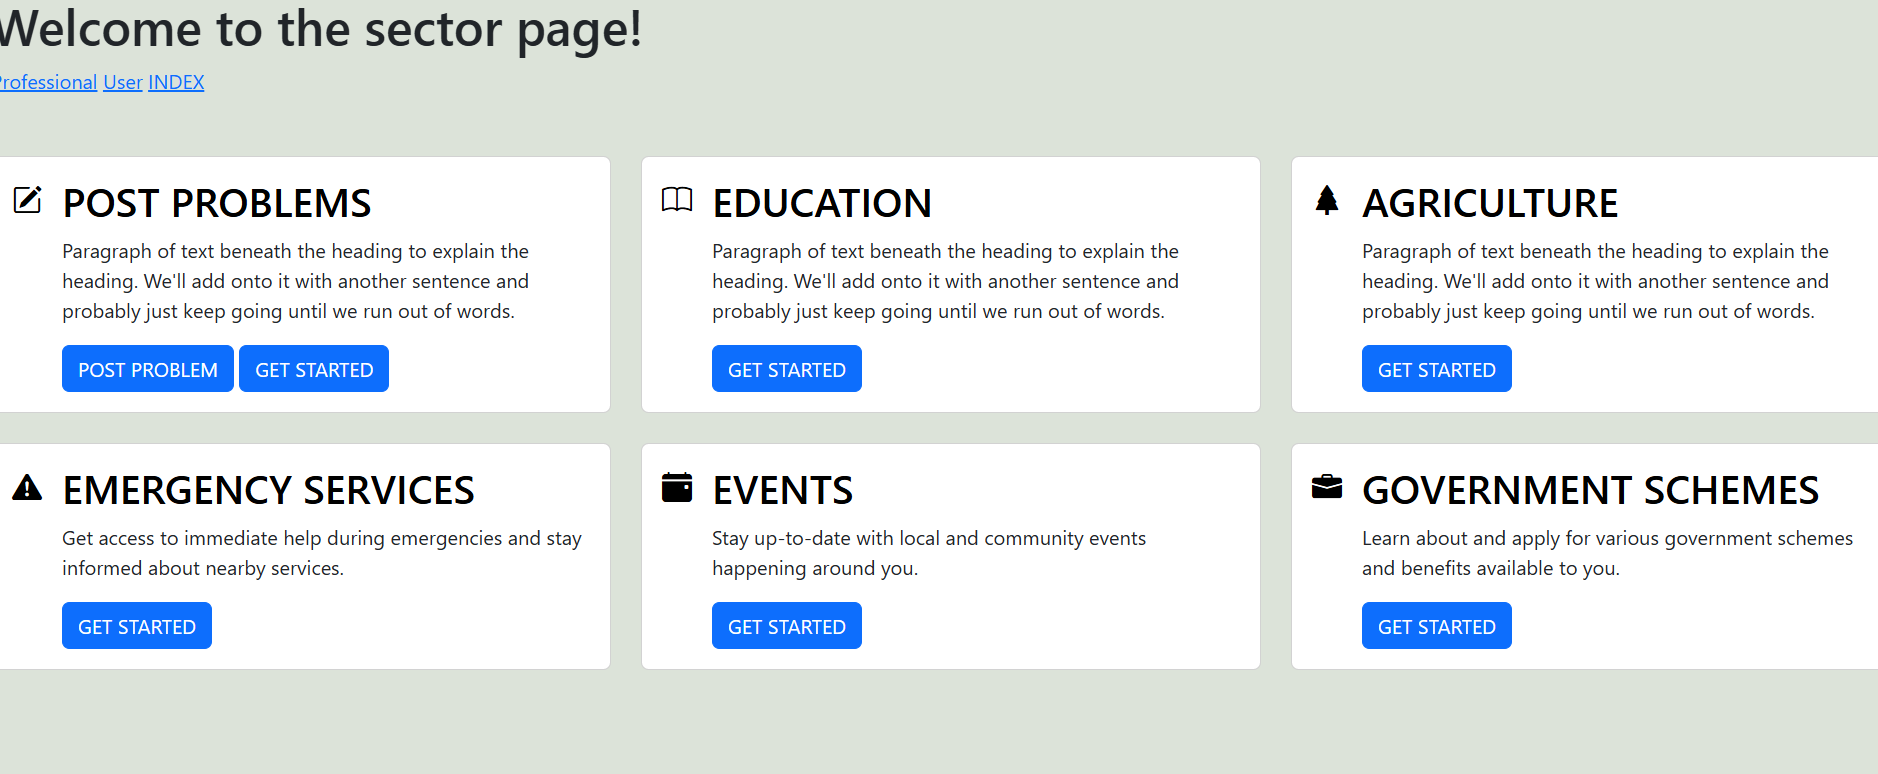 Welcome to the sector page!
Professional User INDEX
POST PROBLEMS
Paragraph of text beneath the heading to explain the
heading. We'll add onto it with another sentence and
probably just keep going until we run out of words.
POST PROBLEM GET STARTED
EDUCATION
Paragraph of text beneath the heading to explain the
heading. We'll add onto it with another sentence and
probably just keep going until we run out of words.
GET STARTED
AGRICULTURE
Paragraph of text beneath the heading to explain the
heading. We'll add onto it with another sentence and
probably just keep going until we run out of words.
GET STARTED
EMERGENCY SERVICES
Get access to immediate help during emergencies and stay
informed about nearby services.
GET STARTED
EVENTS
Stay up-to-date with local and community events
happening around you.
GET STARTED
GOVERNMENT SCHEMES
Learn about and apply for various government schemes
and benefits available to you.
GET STARTED